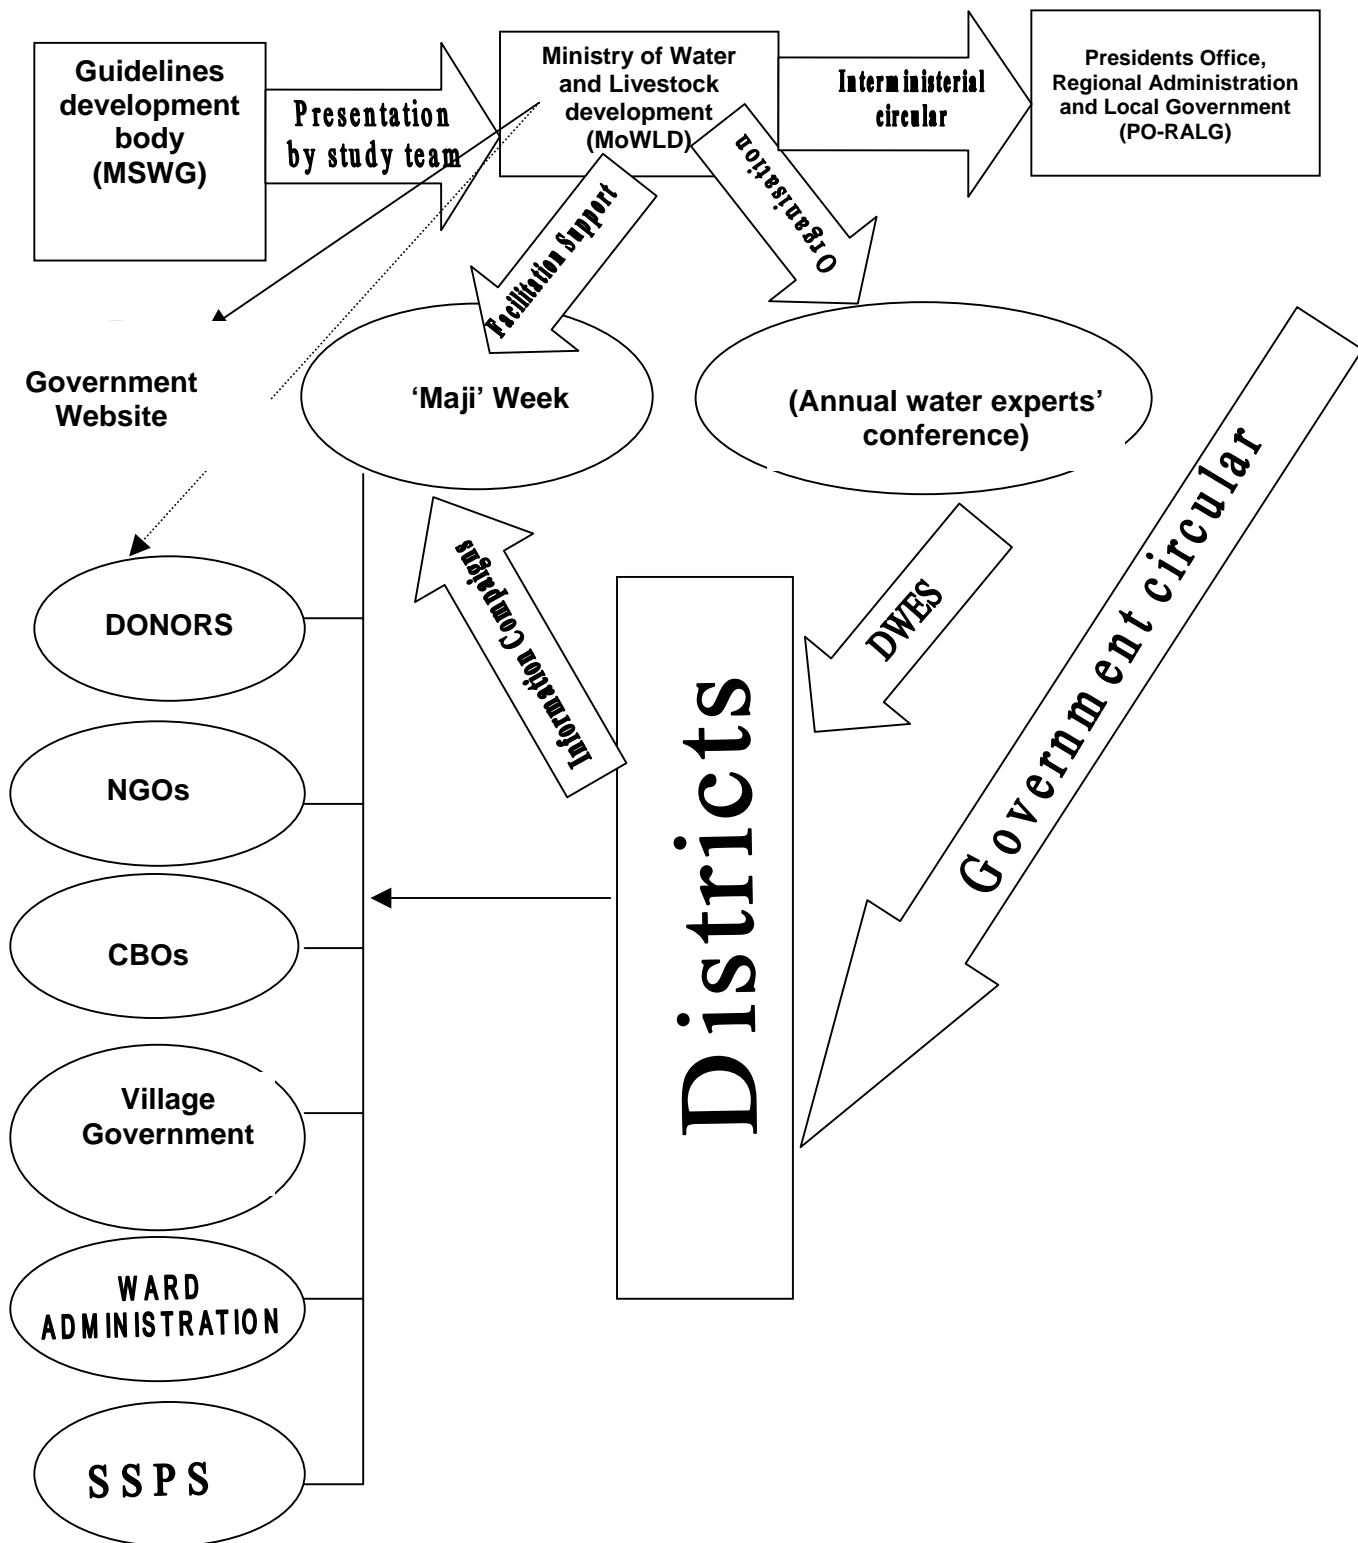 Guidelines
development
body
(MSWG)
Presentation
by study team
Ministry of Water
and Livestock
development
(MoWLD)
Interministerial
circular
Presidents Office,
Regional Administration
and Local Government
(PO-RALG)
Facilitation Support
Organisation
Government
Website
‘Maji’ Week
(Annual water experts’
conference)
Government circular
Information Compaigns
DWES
Districts
DONORS
NGOs
CBOs
Village
Government
WARD
ADMINISTRATION
SSPS